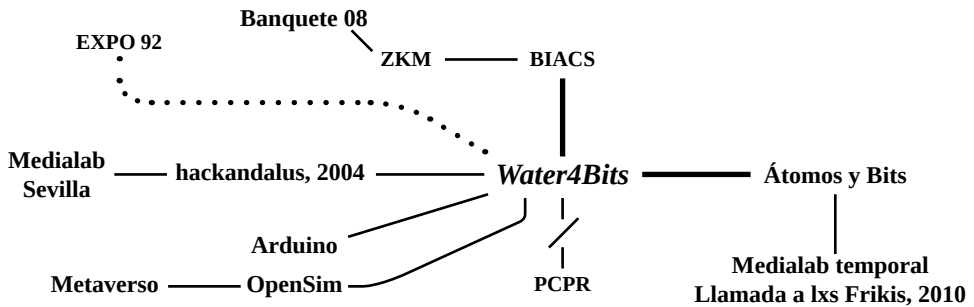 Banquete 08
EXPO 92
ZKM
BIACS
Medialab
Sevilla
hackandalus, 2004
Water4Bits
Átomos y Bits
Arduino
Metaverso
OpenSim
PCPR
Medialab temporal
Llamada a lxs Frikis, 2010